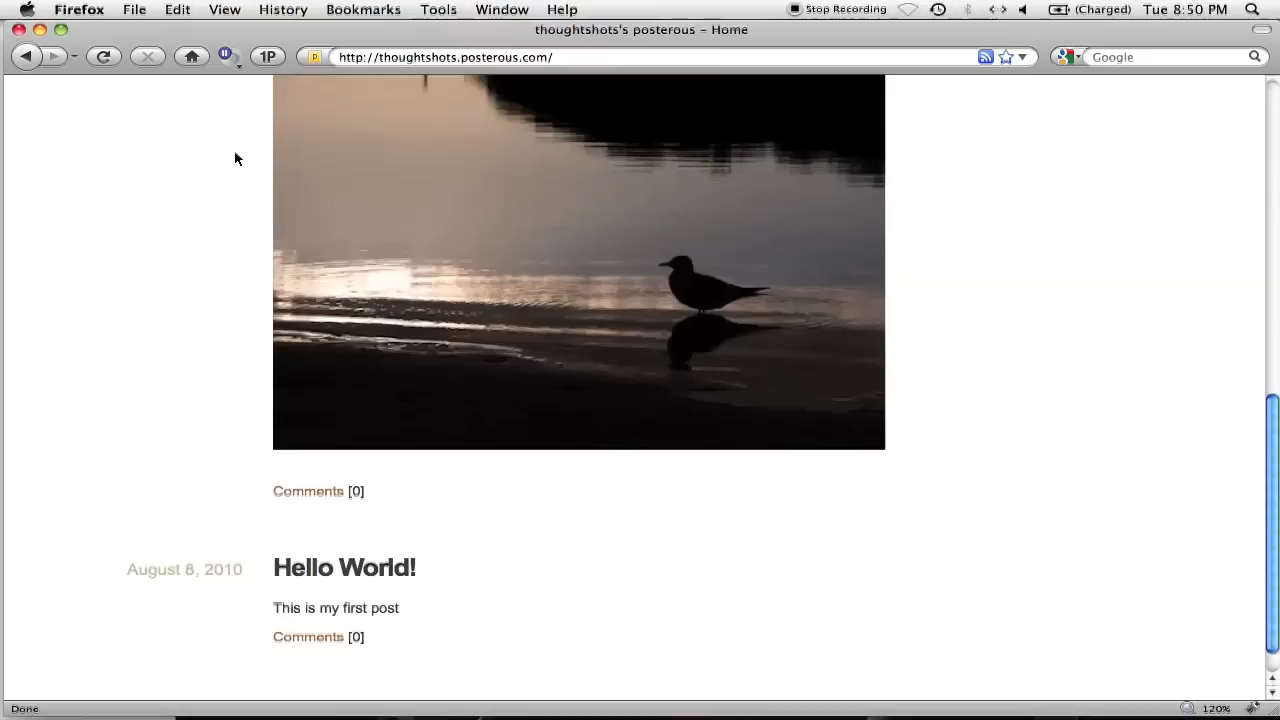 Firefox File Edit View History Bookmarks Tools Window Help Stop Recording (Charged) Tue 8:50 PM
thoughtshots's posterous – Home
1P p http://thoughtshots.posterous.com/ Google
Comments [0]
August 8, 2010 Hello World!
This is my first post
Comments [0]
Done 120%